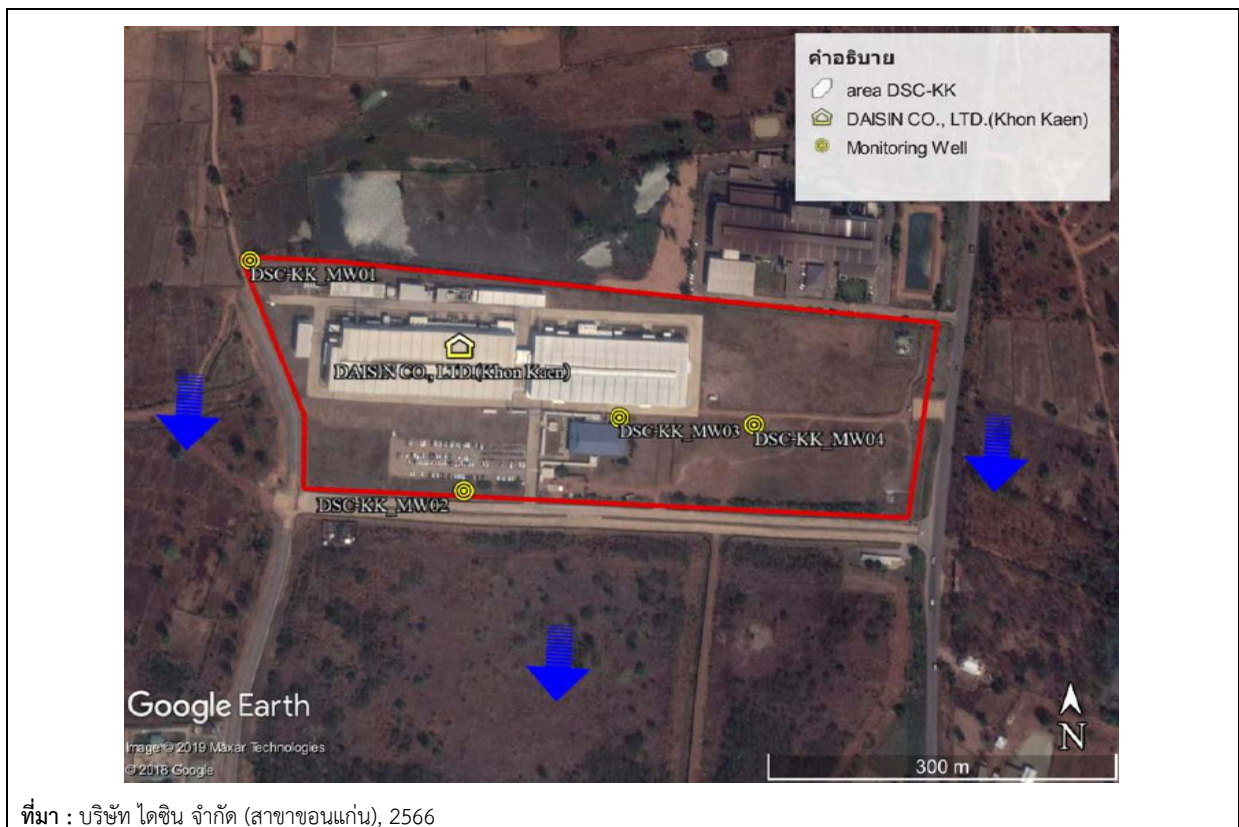 คำอธิบาย
area DSC-KK
DAISIN CO., LTD.(Khon Kaen)
Monitoring Well
DSC-KK_MW01
DAISIN CO., LTD.(Khon Kaen)
DSC-KK_MW03
DSC-KK_MW04
DSC-KK_MW02
Google Earth
N
Image © 2019 Maxar Technologies
© 2018 Google
300 m
ที่มา : บริษัท ไดซิน จำกัด (สาขาขอนแก่น), 2566